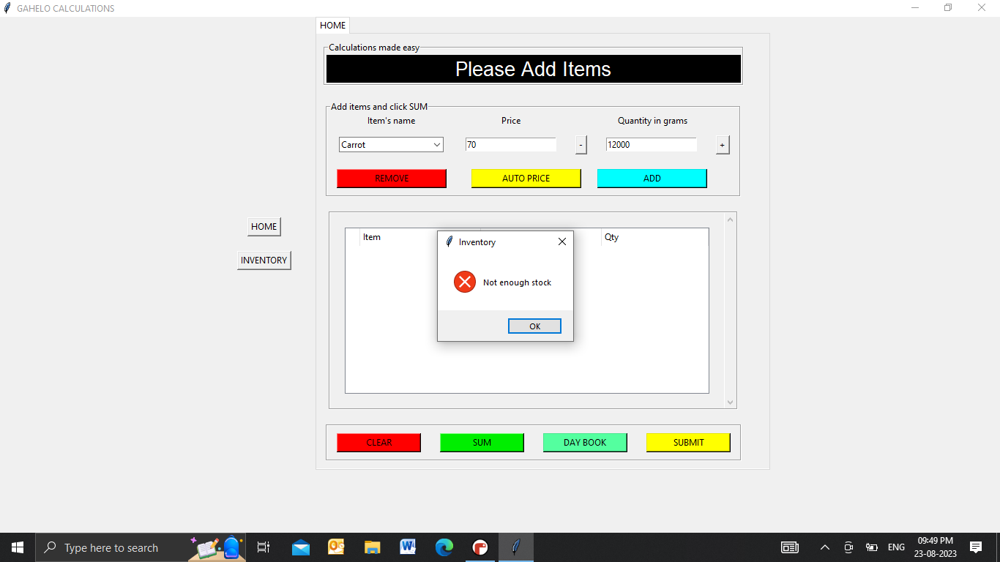 GAHELO CALCULATIONS
HOME
Calculations made easy
Please Add Items
Add items and click SUM
Item's name Price Quantity in grams
Carrot 70 - 12000 +
REMOVE AUTO PRICE ADD
HOME
INVENTORY
Item Qty
Inventory
Not enough stock
OK
CLEAR SUM DAY BOOK SUBMIT
Type here to search
ENG
09:49 PM
23-08-2023